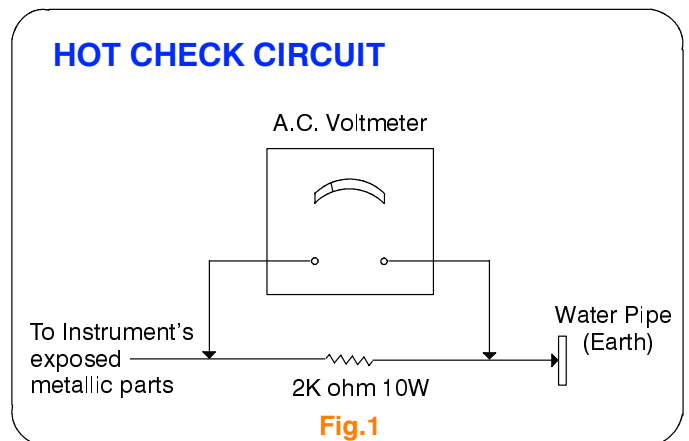 HOT CHECK CIRCUIT
A.C. Voltmeter
To Instrument's
exposed
metallic parts
Water Pipe
(Earth)
2K ohm 10W
Fig.1